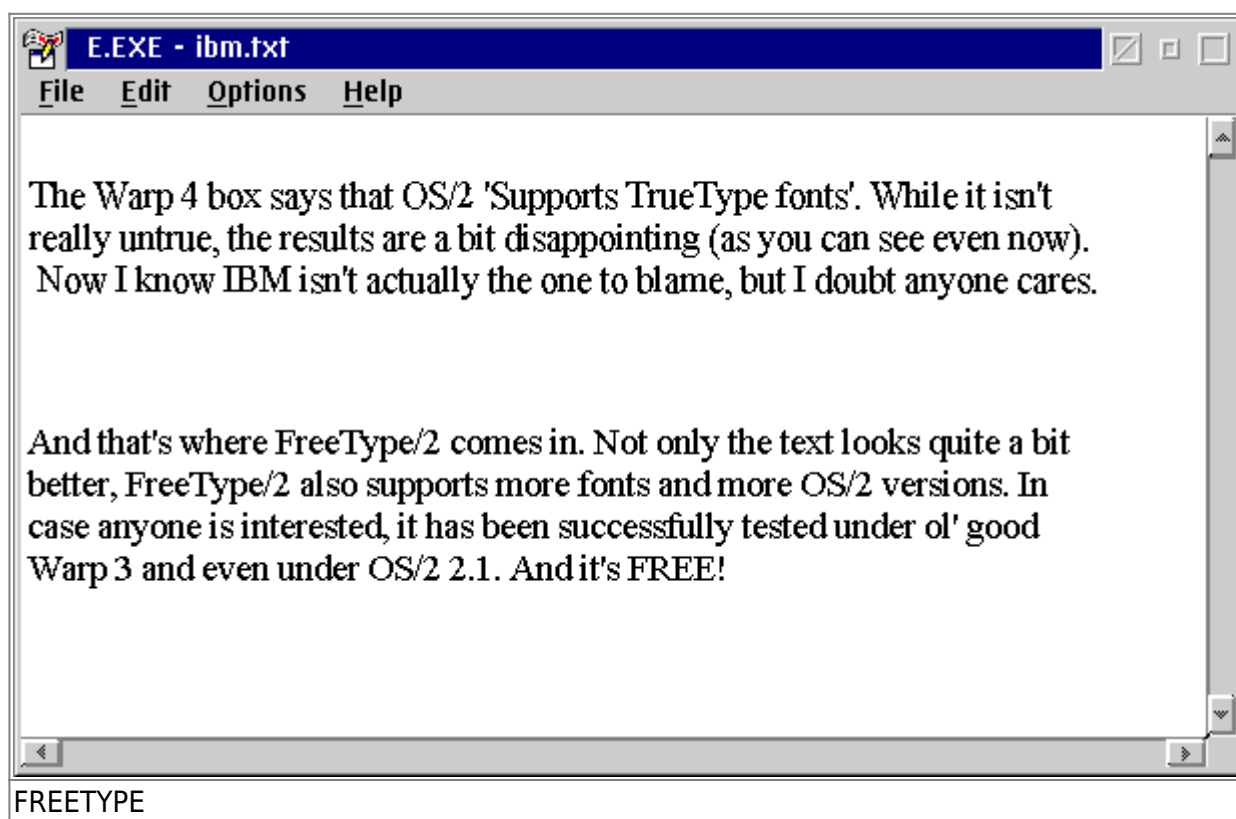 E.EXE - ibm.txt
File Edit Options Help
The Warp 4 box says that OS/2 'Supports TrueType fonts'. While it isn't
really untrue, the results are a bit disappointing (as you can see even now).
Now I know IBM isn't actually the one to blame, but I doubt anyone cares.
And that's where FreeType/2 comes in. Not only the text looks quite a bit
better, FreeType/2 also supports more fonts and more OS/2 versions. In
case anyone is interested, it has been successfully tested under ol' good
Warp 3 and even under OS/2 2.1. And it's FREE!
FREETYPE